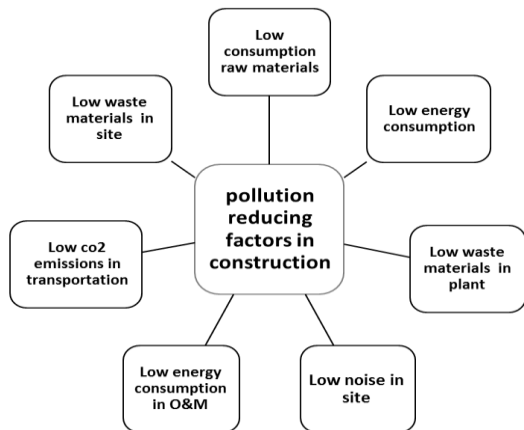 Low
consumption
raw materials
Low energy
consumption
Low waste
materials in
plant
Low noise in
site
Low energy
consumption
in O&M
Low co2
emissions in
transportation
Low waste
materials in
site
pollution
reducing
factors in
construction